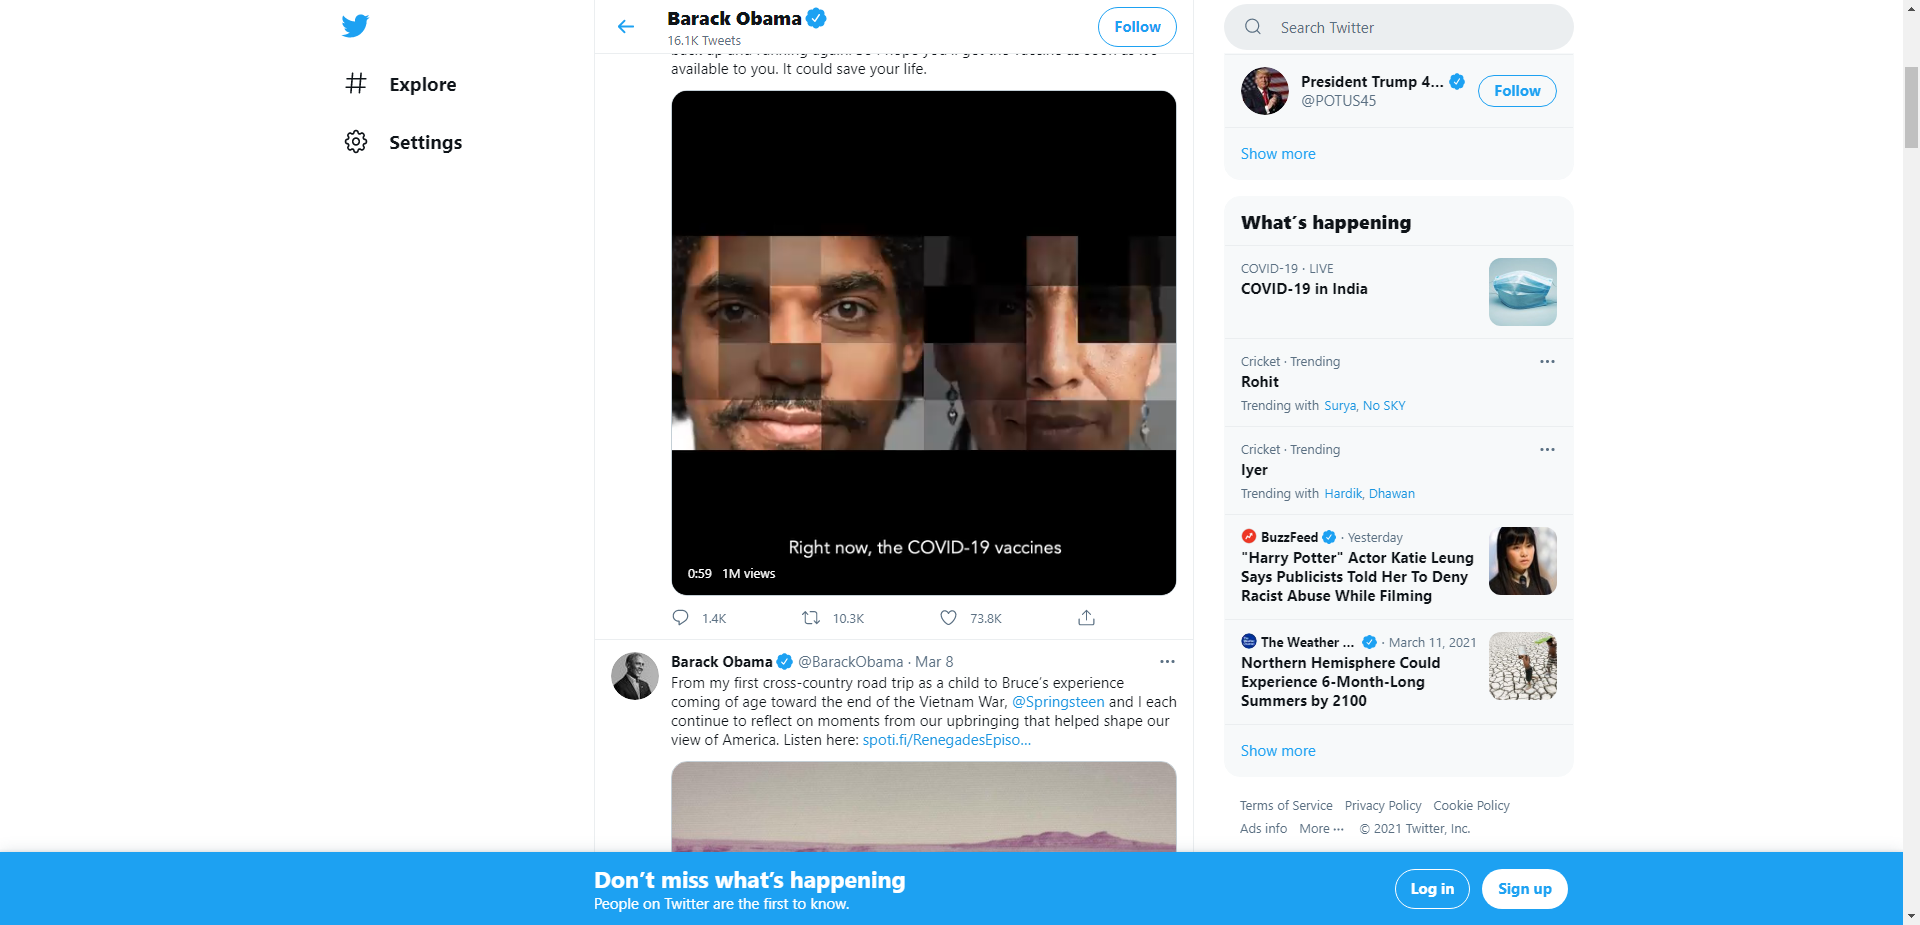 Explore
Settings
Barack Obama
16.1K Tweets
Follow
available to you. It could save your life.
Right now, the COVID-19 vaccines
0:59 1M views
1.4K 10.3K 73.8K
Barack Obama @BarackObama · Mar 8
From my first cross-country road trip as a child to Bruce's experience
coming of age toward the end of the Vietnam War, @Springsteen and I each
continue to reflect on moments from our upbringing that helped shape our
view of America. Listen here: spoti.fi/RenegadesEpiso...
Search Twitter
President Trump 4...
@POTUS45
Follow
Show more
What´s happening
COVID-19 · LIVE
COVID-19 in India
Cricket · Trending
Rohit
Trending with Surya, No SKY
Cricket · Trending
Iyer
Trending with Hardik, Dhawan
BuzzFeed · Yesterday
"Harry Potter" Actor Katie Leung
Says Publicists Told Her To Deny
Racist Abuse While Filming
The Weather ... · March 11, 2021
Northern Hemisphere Could
Experience 6-Month-Long
Summers by 2100
Show more
Terms of Service Privacy Policy Cookie Policy
Ads info More ··· © 2021 Twitter, Inc.
Don't miss what's happening
People on Twitter are the first to know.
Log in
Sign up